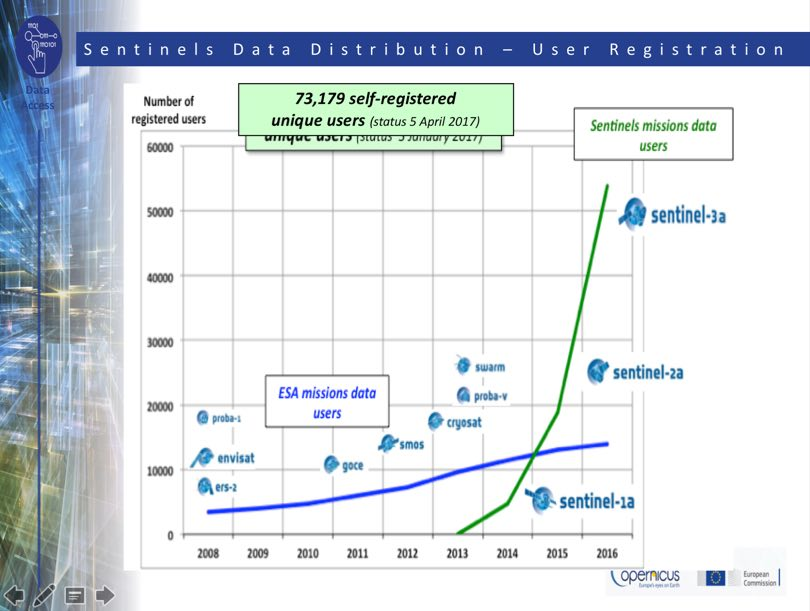 Sentinels Data Distribution – User Registration
Data
Access
Number of
registered users
73,179 self-registered
unique users (status 5 April 2017)
unique users (status 5 January 2017)
Sentinels missions data
users
60000
50000
40000
30000
20000
10000
0
sentinel-3a
sentinel-2a
sentinel-1a
ESA missions data
users
swarm
proba-v
cryosat
smos
goce
proba-1
envisat
ers-2
2008 2009 2010 2011 2012 2013 2014 2015 2016
opernicus
Europe's eyes on Earth
European
Commission